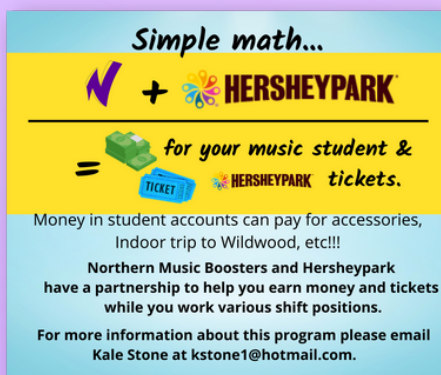 Simple math...
N + HERSHEYPARK
= for your music student &
TICKET HERSHEYPARK tickets.
Money in student accounts can pay for accessories,
Indoor trip to Wildwood, etc!!!
Northern Music Boosters and Hersheypark
have a partnership to help you earn money and tickets
while you work various shift positions.
For more information about this program please email
Kale Stone at kstone1@hotmail.com.